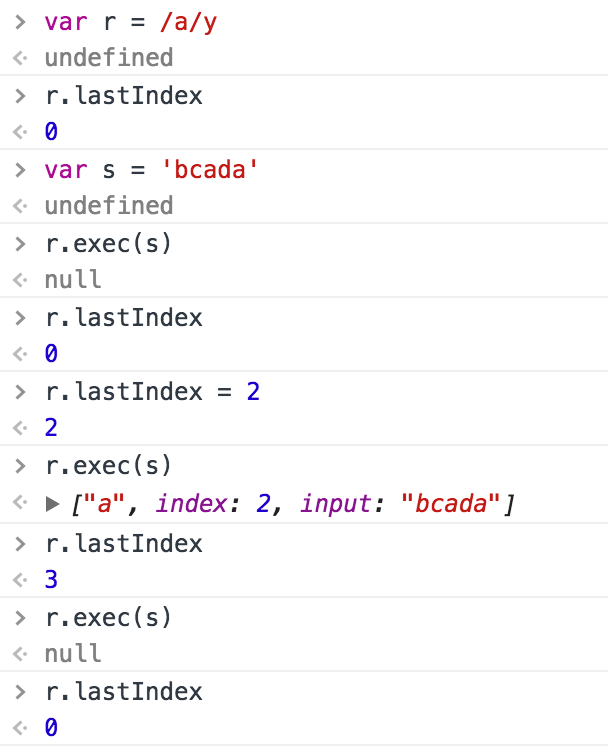 > var r = /a/y
<· undefined
> r.lastIndex
<· 0
> var s = 'bcada'
<· undefined
> r.exec(s)
<· null
> r.lastIndex
<· 0
> r.lastIndex = 2
<· 2
> r.exec(s)
<· ▶ ["a", index: 2, input: "bcada"]
> r.lastIndex
<· 3
> r.exec(s)
<· null
> r.lastIndex
<· 0